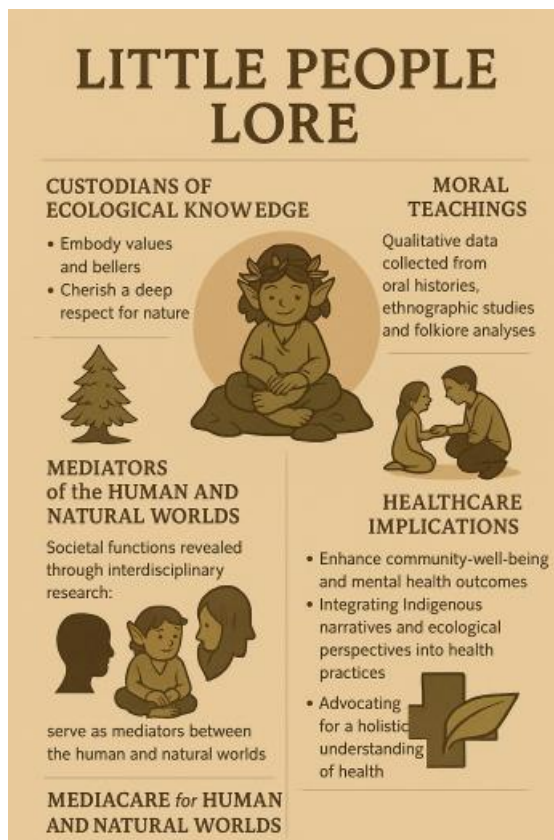 LITTLE PEOPLE
LORE
CUSTODIANS OF
ECOLOGICAL KNOWEDGE
• Embody values
and bellers
• Cherish a deep
respect for nature
MORAL
TEACHINGS
Qualitative data
collected from
oral histories,
ethnographic studies
and folkiore analyses
MEDIATORS
of the HUMAN AND
NATURAL WORLDS
Societal functions revealed
through interdisciplinary
research:
serve as mediators between
the human and natural worlds
HEALTHCARE
IMPLICATIONS
• Enhance community-well-being
and mental health outcomes
• Integrating Indigenous
narratives and ecological
perspectives into health
practices
• Advocating
for a holistic
understanding
of health
MEDIACARE for HUMAN
AND NATURAL WORLDS